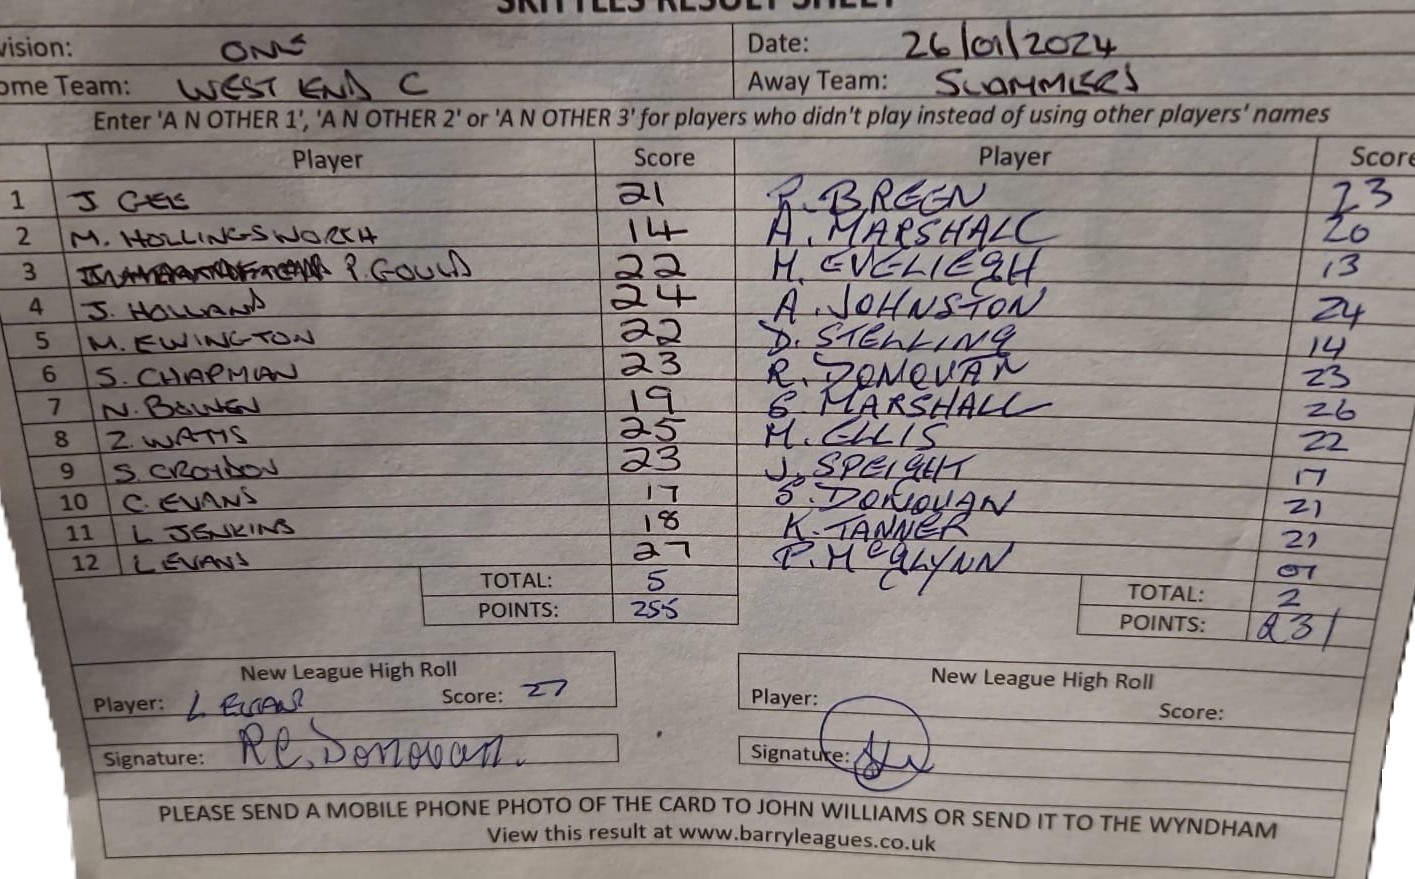 SKITTLES RESULT SHEET
vision: ONE Date: 26/01/2024
ome Team: WEST END C Away Team: SLAMMERS
Enter 'A N OTHER 1', 'A N OTHER 2' or 'A N OTHER 3' for players who didn't play instead of using other players' names
Player Score Player Score
1 J GEE 21 P. BREEN 23
2 M. HOLLINGSWORTH 14 A. MARSHALL 20
3 P. GOULD 22 M. EVELIEGH 13
4 J. HOLLAND 24 A. JOHNSTON 24
5 M. EWINGTON 22 D. STELLING 14
6 S. CHAPMAN 23 R. DONOVAN 23
7 N. BOWEN 19 S. MARSHALL 26
8 Z. WATTS 25 M. ELLIS 22
9 S. CROYDON 23 J. SPEIGHT 17
10 C. EVANS 17 S. DONOVAN 21
11 L JENKINS 18 K. TANNER 21
12 L EVANS 27 P. McGLYNN 07
TOTAL: 5 TOTAL: 2
POINTS: 255 POINTS: 231
New League High Roll New League High Roll
Player: L EVANS Score: 27 Player: Score:
Signature: R.C. Donovan. Signature:
PLEASE SEND A MOBILE PHONE PHOTO OF THE CARD TO JOHN WILLIAMS OR SEND IT TO THE WYNDHAM
View this result at www.barryleagues.co.uk